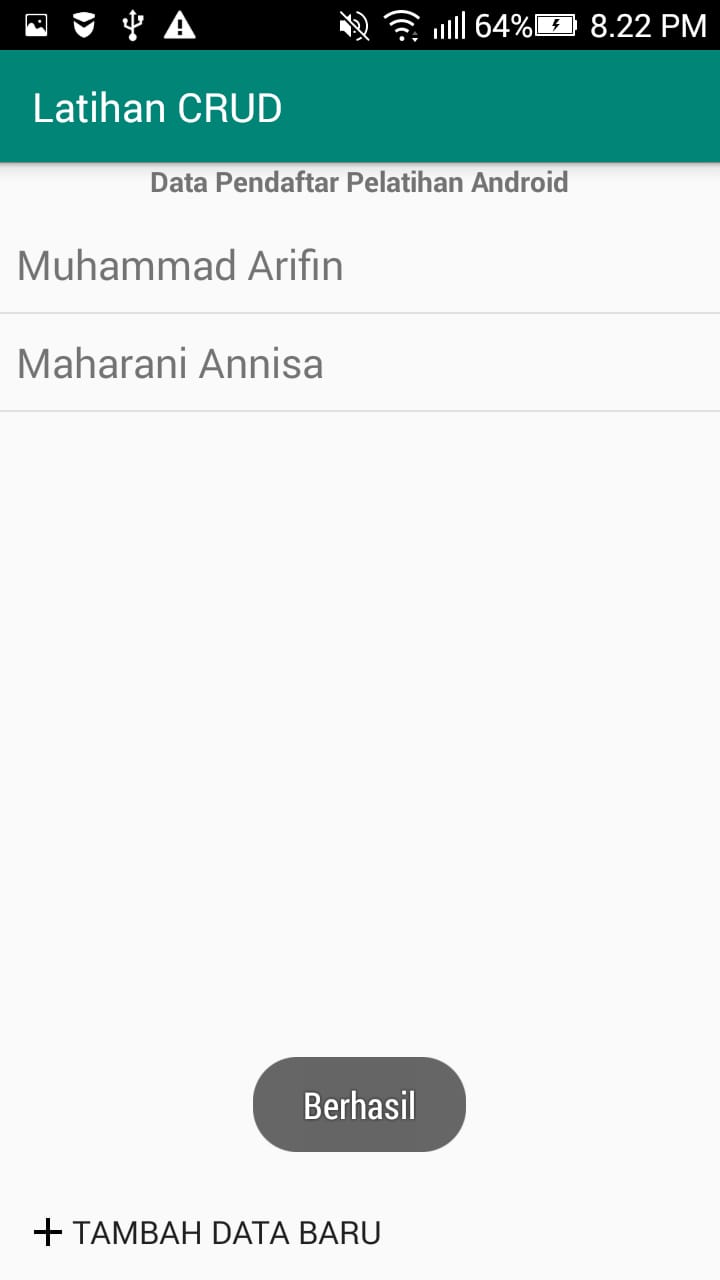 64% 8.22 PM
Latihan CRUD
Data Pendaftar Pelatihan Android
Muhammad Arifin
Maharani Annisa
Berhasil
+ TAMBAH DATA BARU